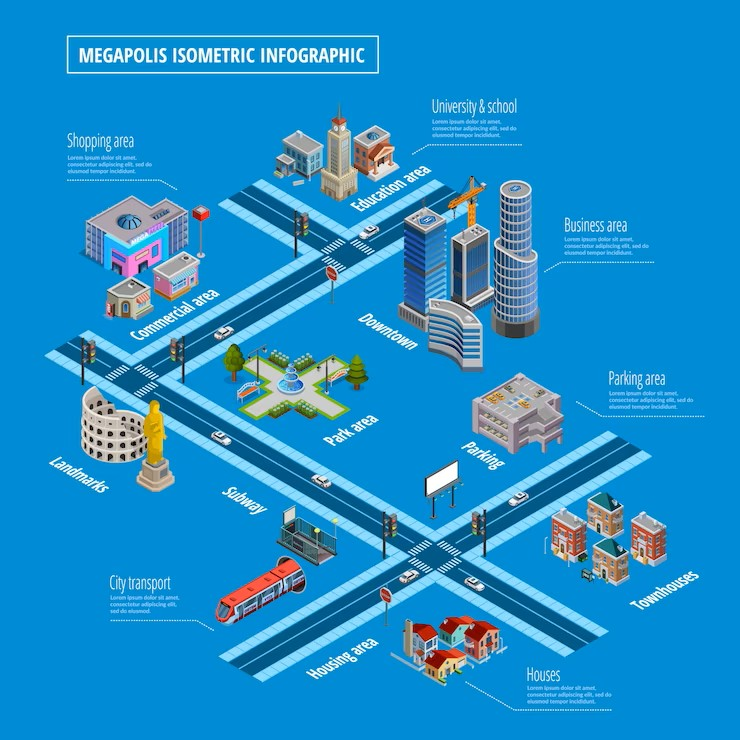 MEGAPOLIS ISOMETRIC INFOGRAPHIC
University & school
Lorem ipsum dolor sit amet,
consectetur adipiscing elit, sed do
eiusmod tempor incididunt.
Shopping area
Lorem ipsum dolor sit amet,
consectetur adipiscing elit, sed do
eiusmod tempor incididunt.
Education area
Business area
Lorem ipsum dolor sit amet,
consectetur adipiscing elit, sed do
eiusmod tempor incididunt.
MEGA
Commercial area
Downtown
Parking area
Lorem ipsum dolor sit amet,
consectetur adipiscing elit, sed do
eiusmod tempor incididunt.
Park area
Parking
Landmarks
Subway
City transport
Lorem ipsum dolor sit amet,
consectetur adipiscing elit, sed do
eiusmod tempor incididunt.
Townhouses
Housing area
Houses
Lorem ipsum dolor sit amet,
consectetur adipiscing elit, sed do
eiusmod tempor incididunt.